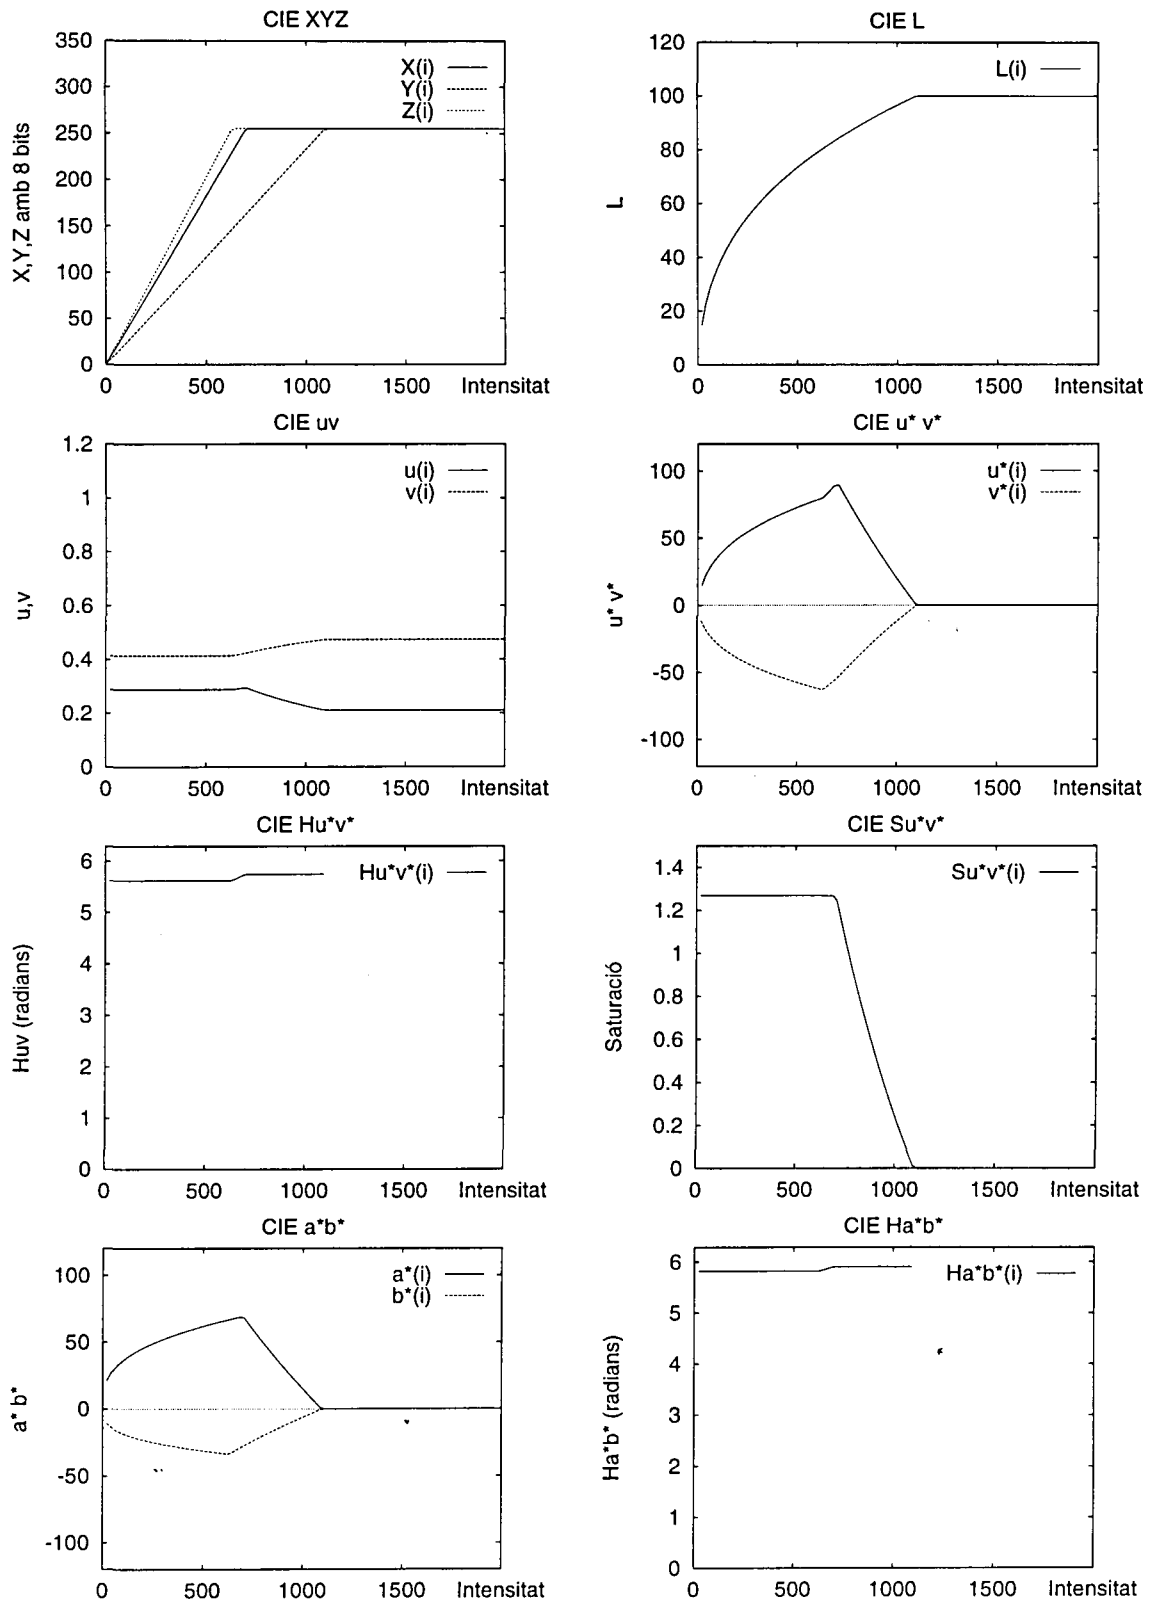 CIE XYZ
350
300
250
200
150
100
50
0
X,Y,Z amb 8 bits
X(i)
Y(i)
Z(i)
0 500 1000 1500 Intensitat
CIE L
120
100
80
60
40
20
0
L
L(i)
0 500 1000 1500 Intensitat
CIE uv
1.2
1
0.8
0.6
0.4
0.2
0
u,v
u(i)
v(i)
0 500 1000 1500 Intensitat
CIE u* v*
100
50
0
-50
-100
u* v*
u*(i)
v*(i)
0 500 1000 1500 Intensitat
CIE Hu*v*
6
5
4
3
2
1
0
Huv (radians)
Hu*v*(i)
0 500 1000 1500 Intensitat
CIE Su*v*
1.4
1.2
1
0.8
0.6
0.4
0.2
0
Saturació
Su*v*(i)
0 500 1000 1500 Intensitat
CIE a*b*
100
50
0
-50
-100
a* b*
a*(i)
b*(i)
0 500 1000 1500 Intensitat
CIE Ha*b*
6
5
4
3
2
1
0
Ha*b* (radians)
Ha*b*(i)
0 500 1000 1500 Intensitat